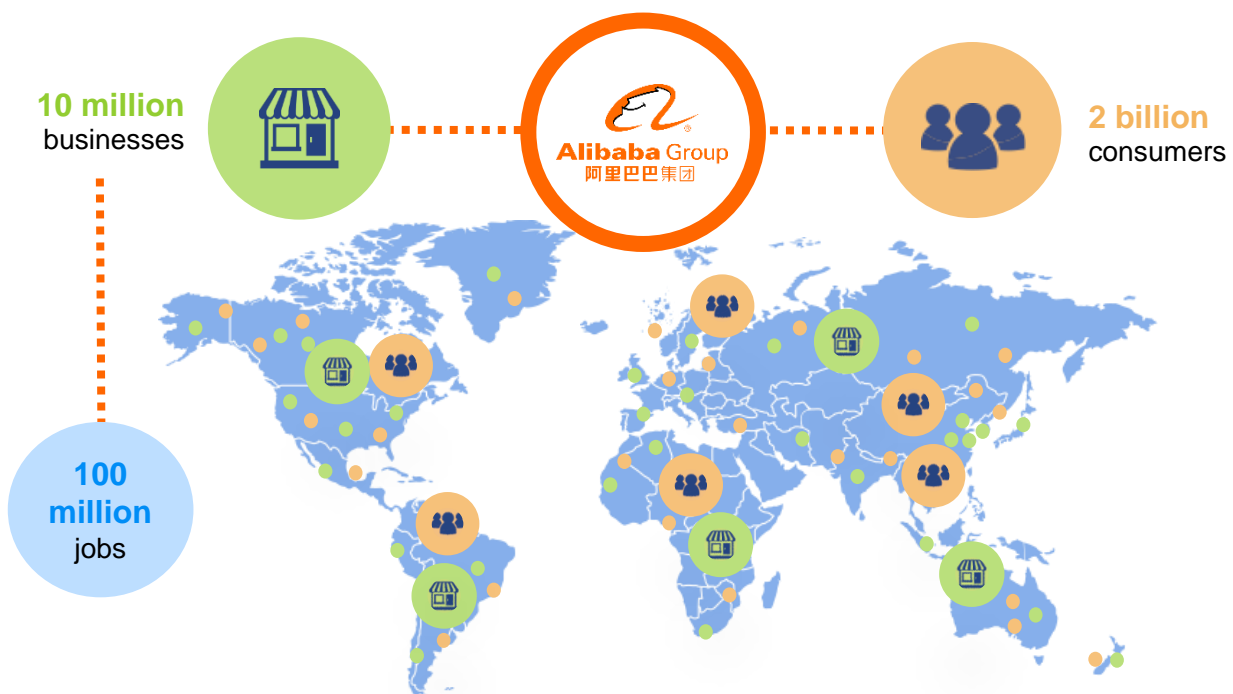 10 million
businesses
Alibaba Group
阿里巴巴集团
2 billion
consumers
100
million
jobs